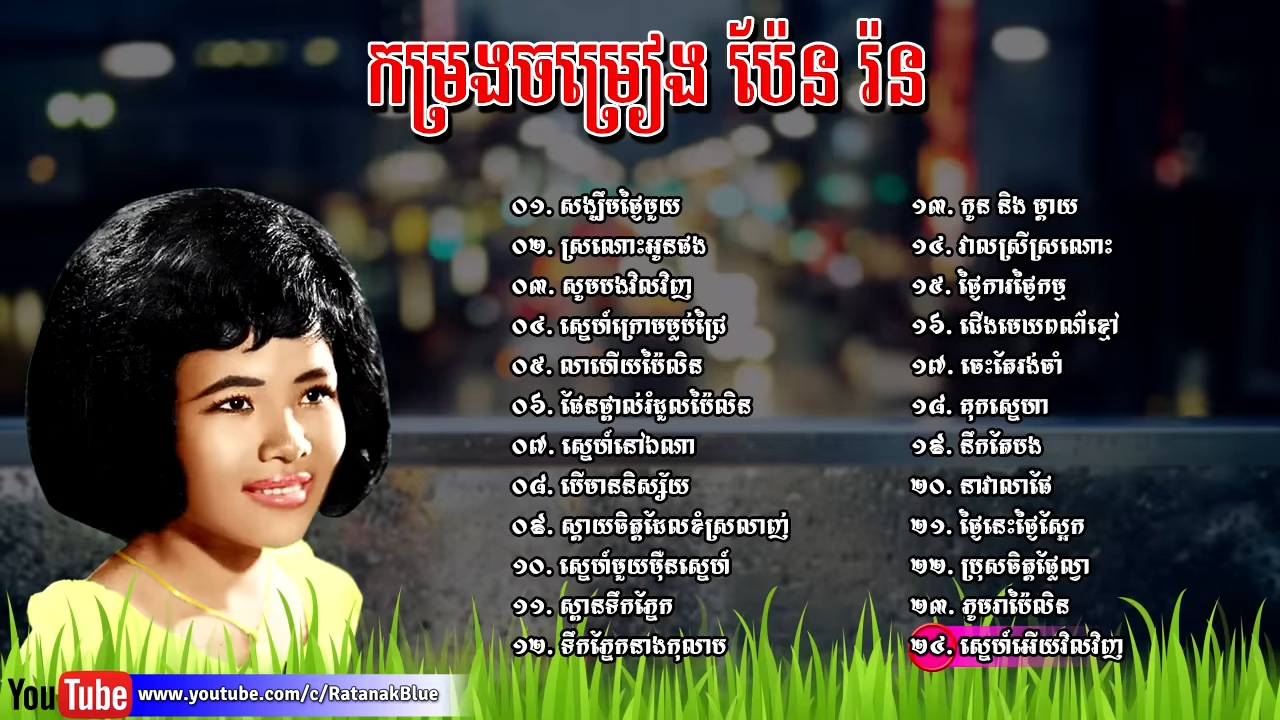 កម្រងចម្រៀង ប៉ែន រ៉ន
០១. សង្ឃឹមថ្ងៃមួយ
០២. ស្រណោះអូនផង
០៣. សូមបងវិលវិញ
០៤. ស្នេហ៍ក្រោមម្លប់ជ្រៃ
០៥. លាហើយប៉ៃលិន
០៦. ផែនថ្ពាល់រំដួលប៉ៃលិន
០៧. ស្នេហ៍នៅឯណា
០៨. បើមាននិស្ស័យ
០៩. ស្ដាយចិត្តដែលខំស្រលាញ់
១០. ស្នេហ៍មួយម៉ឺនស្នេហ៍
១១. ស្ពានទឹកភ្នែក
១២. ទឹកភ្នែកនាងកុលាប
១៣. កូន និង ម្ដាយ
១៤. វាលស្រីស្រណោះ
១៥. ថ្ងៃការថ្ងៃកម្ម
១៦. ជើងមេឃពណ៌ខ្មៅ
១៧. ចេះតែរង់ចាំ
១៨. គុកស្នេហា
១៩. នឹកតែបង
២០. នាវាលាផែ
២១. ថ្ងៃនេះថ្ងៃស្អែក
២២. ប្រុសចិត្តផ្លែល្វា
២៣. ភូមរាប៉ៃលិន
២៤. ស្នេហ៍អើយវិលវិញ
YouTube www.youtube.com/c/RatanakBlue